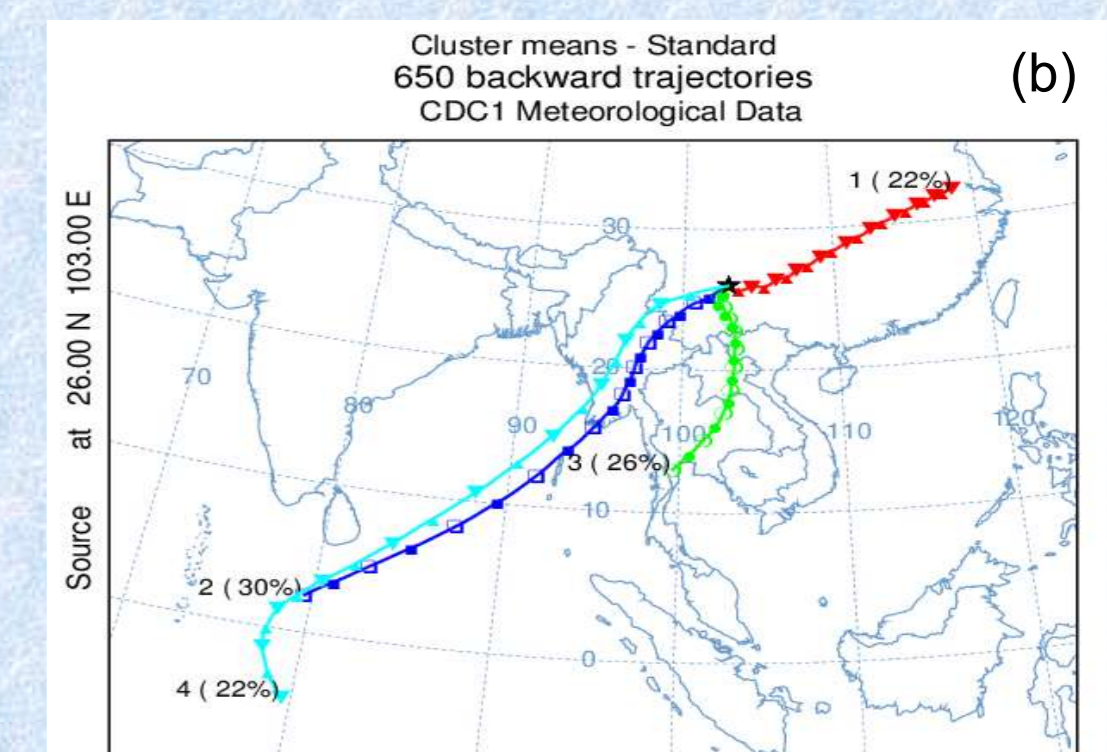 Cluster means - Standard
650 backward trajectories
CDC1 Meteorological Data
(b)
Source at 26.00 N 103.00 E
1 ( 22%)
30
20
70
80
90
100
110
120
3 ( 26%)
10
2 ( 30%)
0
4 ( 22%)